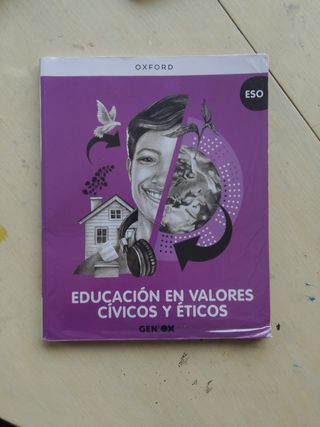 OXFORD
ESO
EDUCACIÓN EN VALORES
CÍVICOS Y ÉTICOS
GENiOX